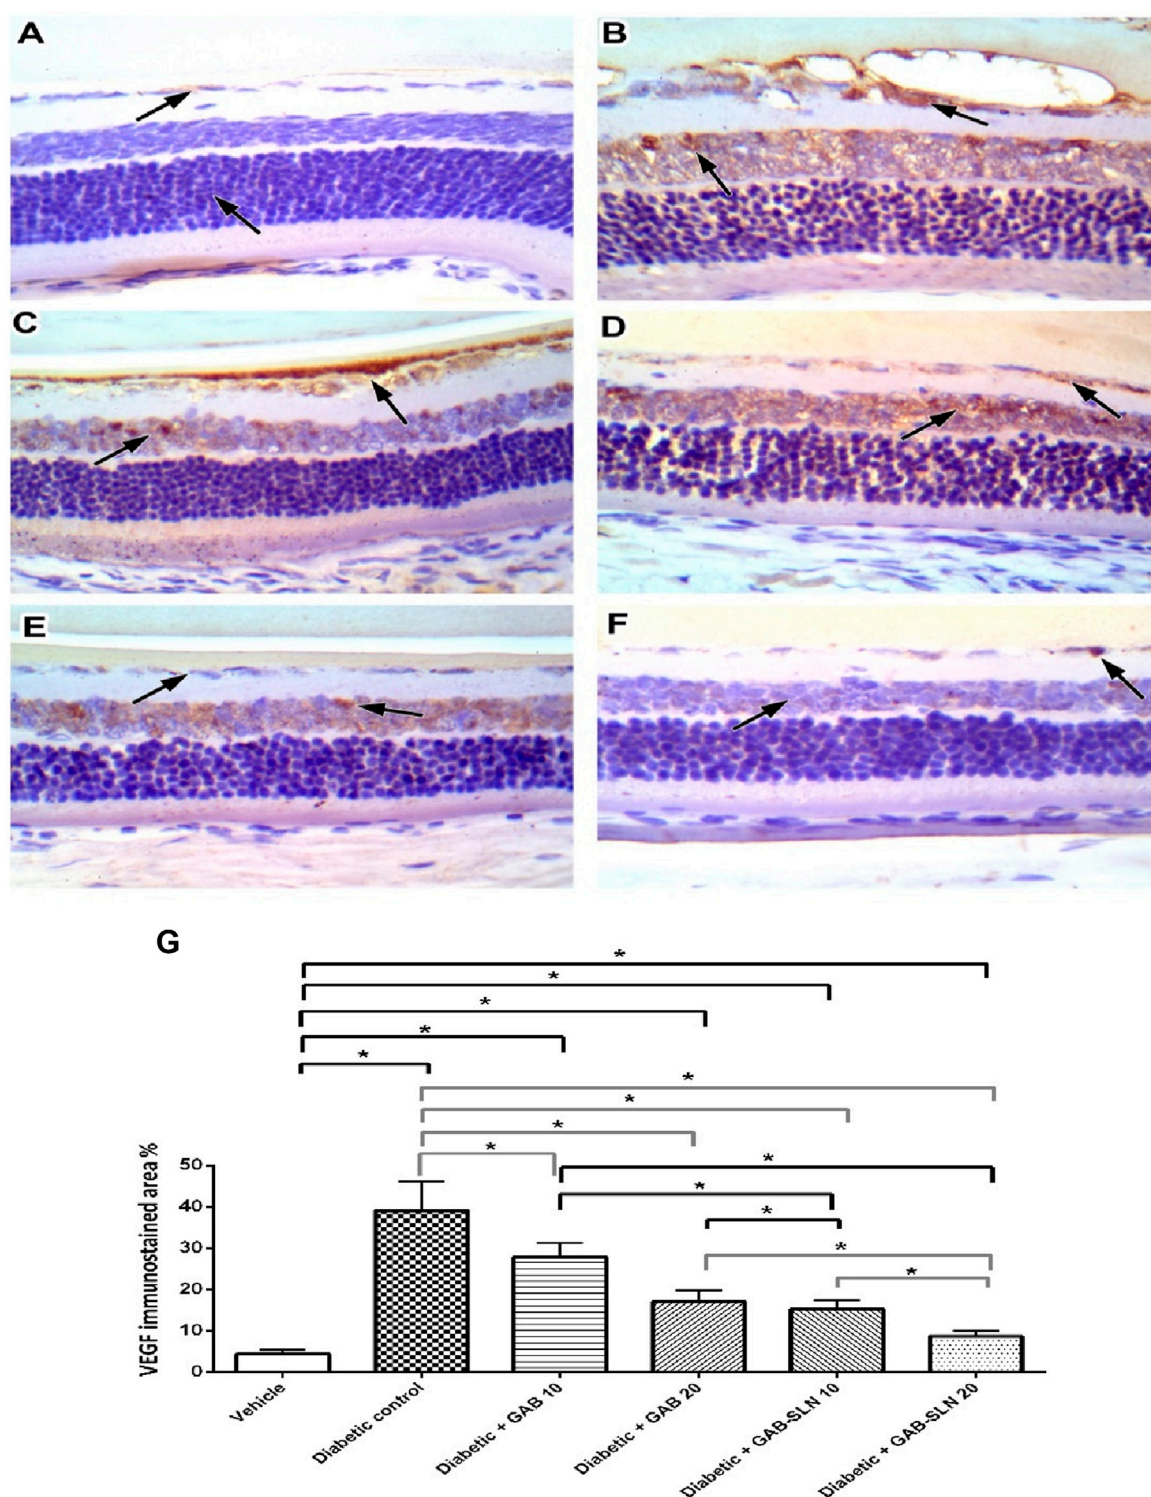 A
B
C
D
E
F
G
*
*
*
*
*
*
*
*
*
*
*
*
*
*
VEGF immunostained area %
50
40
30
20
10
0
Vehicle
Diabetic control
Diabetic + GAB 10
Diabetic + GAB 20
Diabetic + GAB-SLN 10
Diabetic + GAB-SLN 20